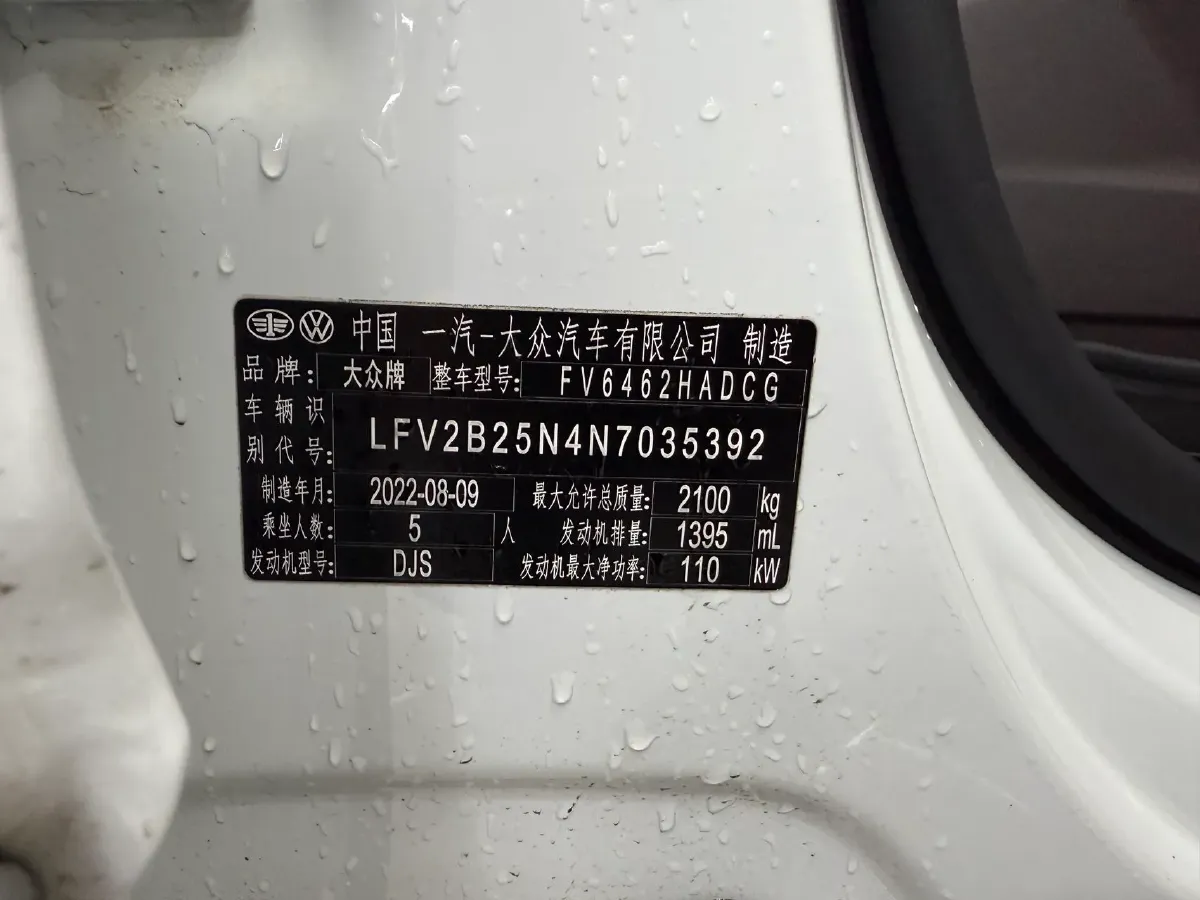 中国 一汽-大众汽车有限公司 制造
品牌: 大众牌 整车型号: FV6462HADCG
车辆识
别代号: LFV2B25N4N7035392
制造年月: 2022-08-09 最大允许总质量: 2100 kg
乘坐人数: 5 人 发动机排量: 1395 mL
发动机型号: DJS 发动机最大净功率: 110 kW